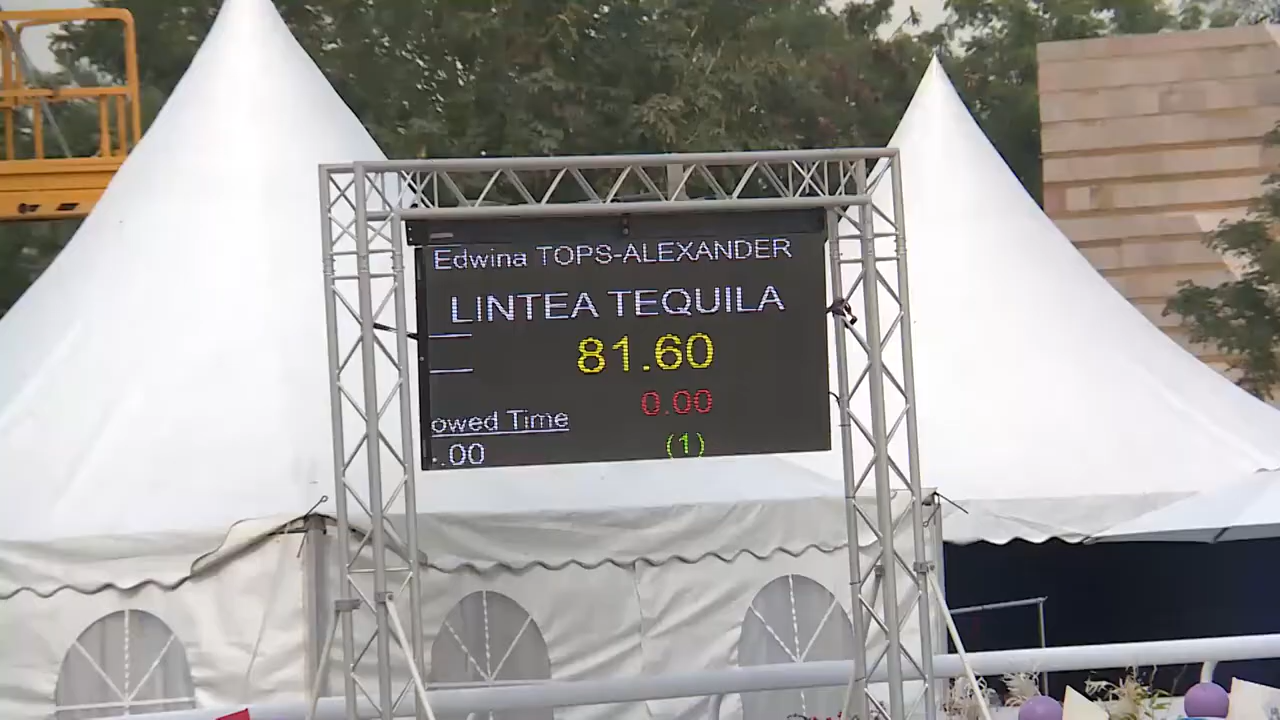 Edwina TOPS-ALEXANDER
LINTEA TEQUILA
81.60
0.00
owed Time
.00
(1)